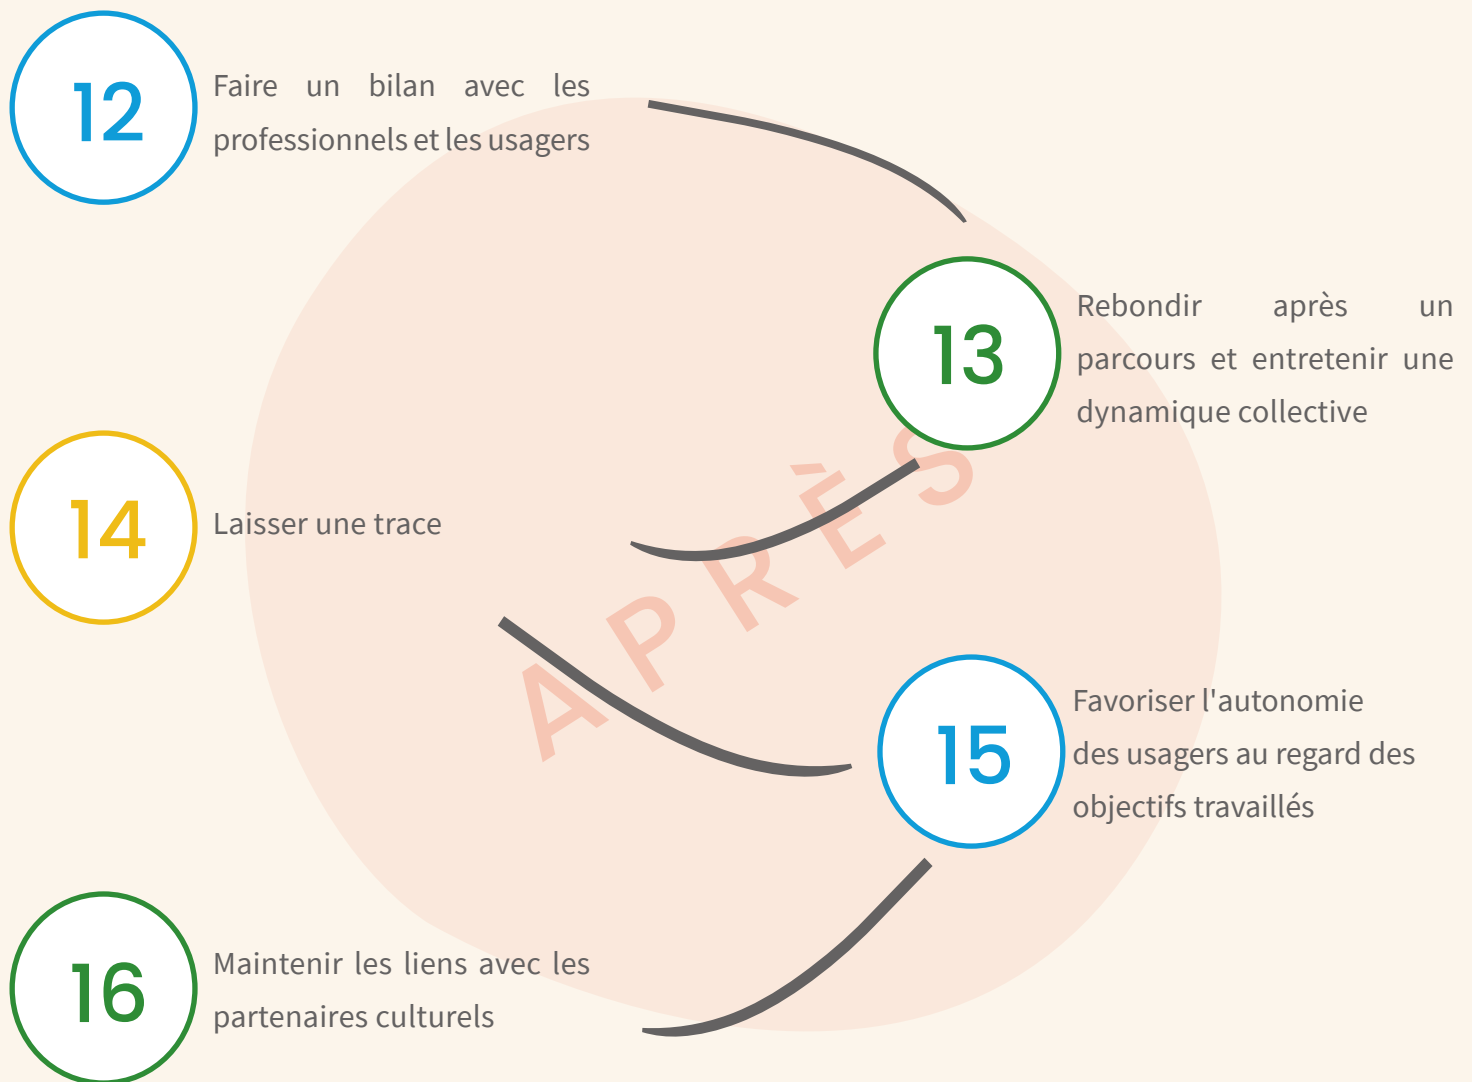 12
Faire un bilan avec les
professionnels et les usagers
13
Rebondir après un
parcours et entretenir une
dynamique collective
APRÈS
14
Laisser une trace
15
Favoriser l'autonomie
des usagers au regard des
objectifs travaillés
16
Maintenir les liens avec les
partenaires culturels